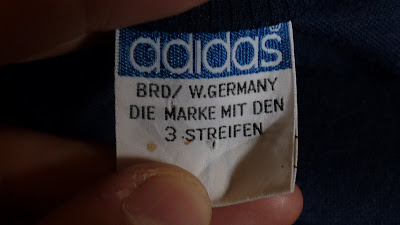 adidas
BRD/ W.GERMANY
DIE MARKE MIT DEN
3 STREIFEN